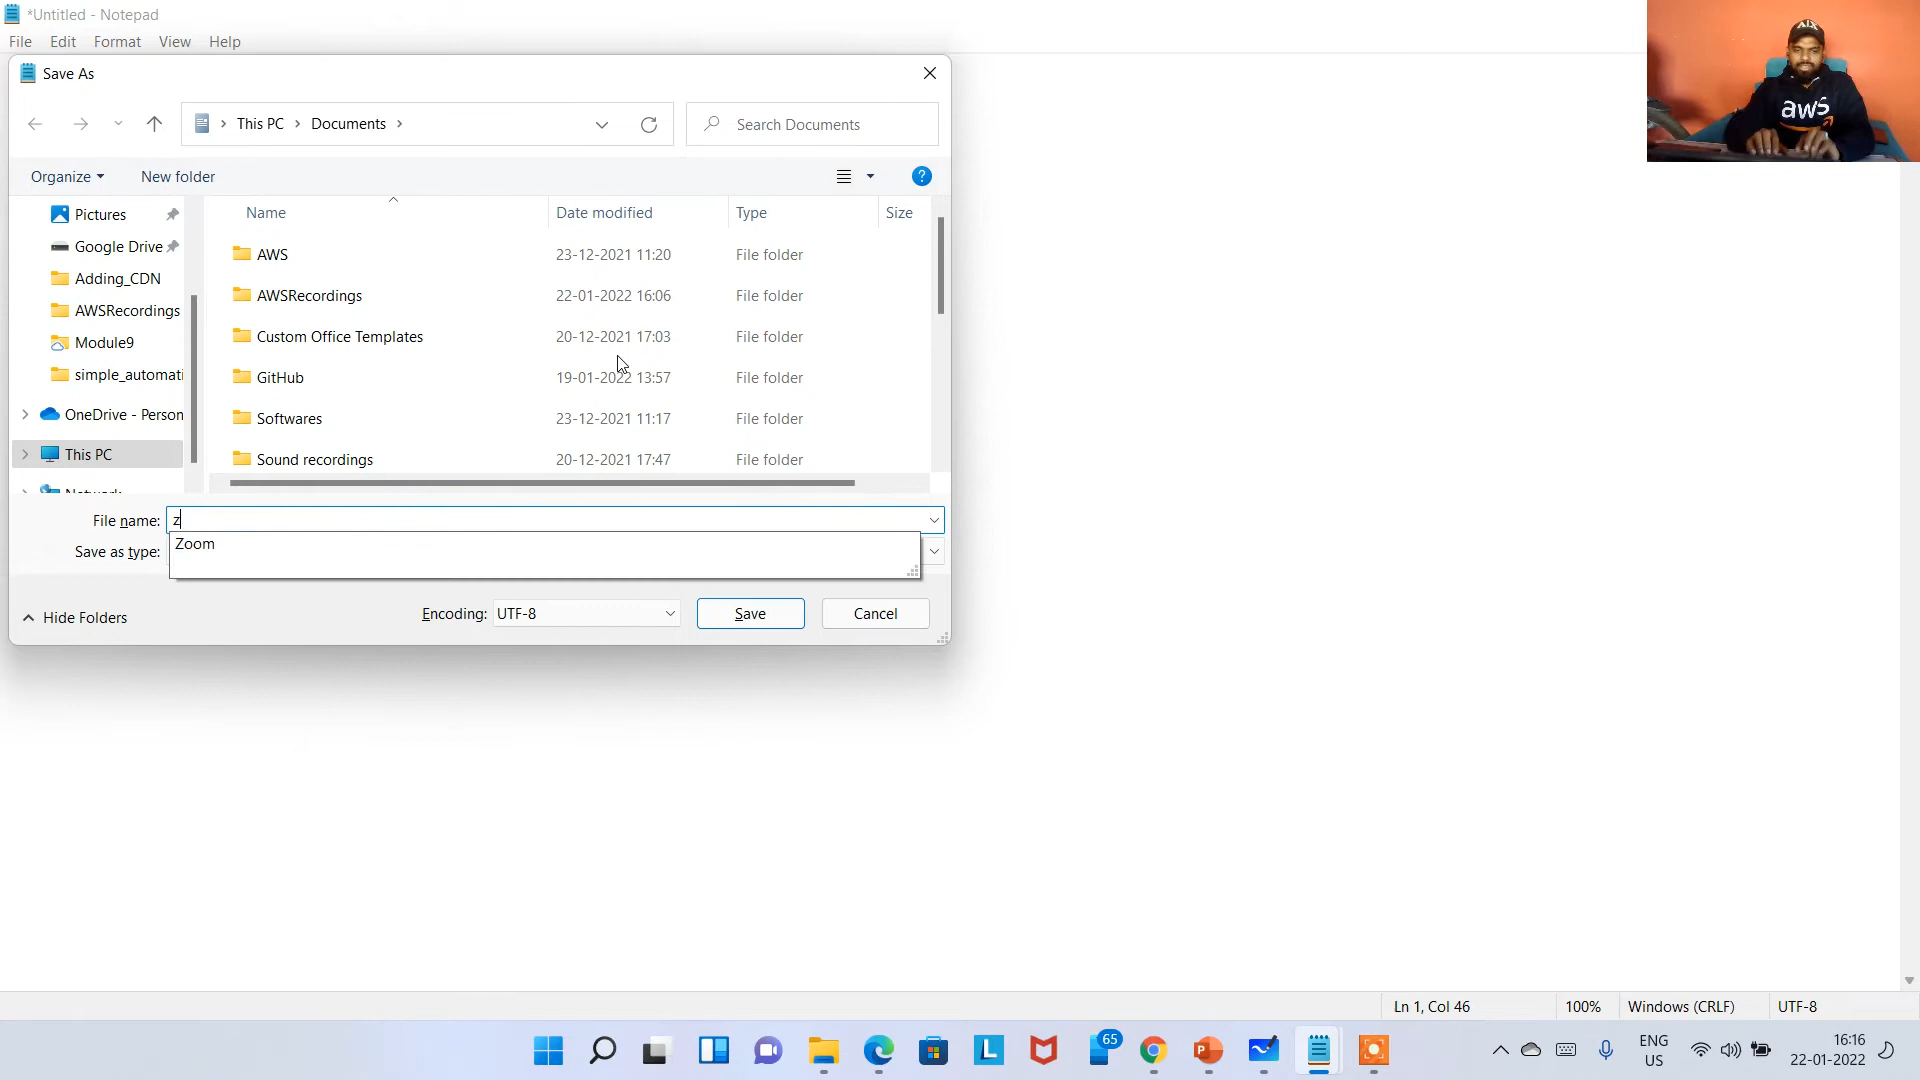 *Untitled - Notepad
File Edit Format View Help
Save As
This PC > Documents >
Search Documents
Organize New folder
Name Date modified Type Size
Pictures
Google Drive
Adding_CDN
AWSRecordings
Module9
simple_automati
OneDrive - Person
This PC
Network
AWS 23-12-2021 11:20 File folder
AWSRecordings 22-01-2022 16:06 File folder
Custom Office Templates 20-12-2021 17:03 File folder
GitHub 19-01-2022 13:57 File folder
Softwares 23-12-2021 11:17 File folder
Sound recordings 20-12-2021 17:47 File folder
File name: z
Zoom
Save as type:
Hide Folders
Encoding: UTF-8 Save Cancel
aws
Ln 1, Col 46 100% Windows (CRLF) UTF-8
65
L
ENG
US
16:16
22-01-2022